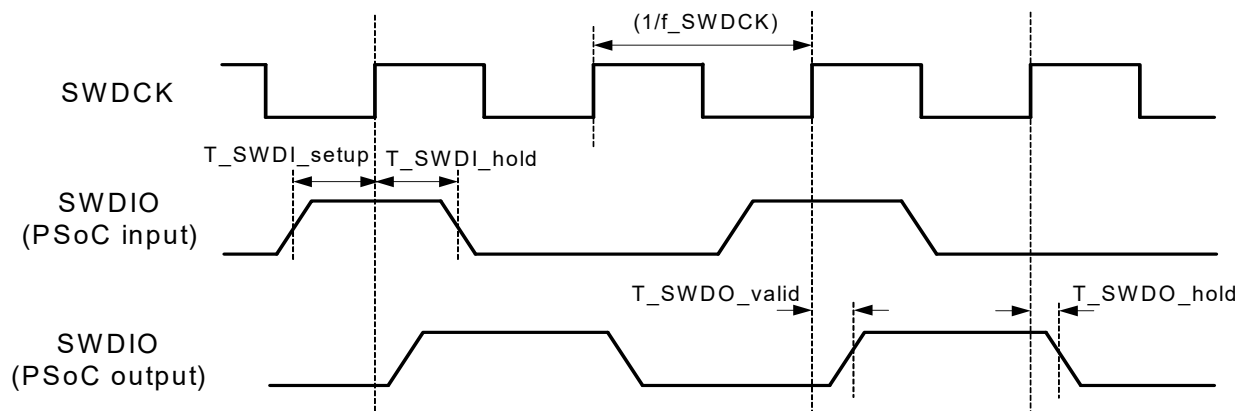 (1/f_SWDCK)
SWDCK
T_SWDI_setup
T_SWDI_hold
SWDIO
(PSoC input)
T_SWDO_valid
T_SWDO_hold
SWDIO
(PSoC output)